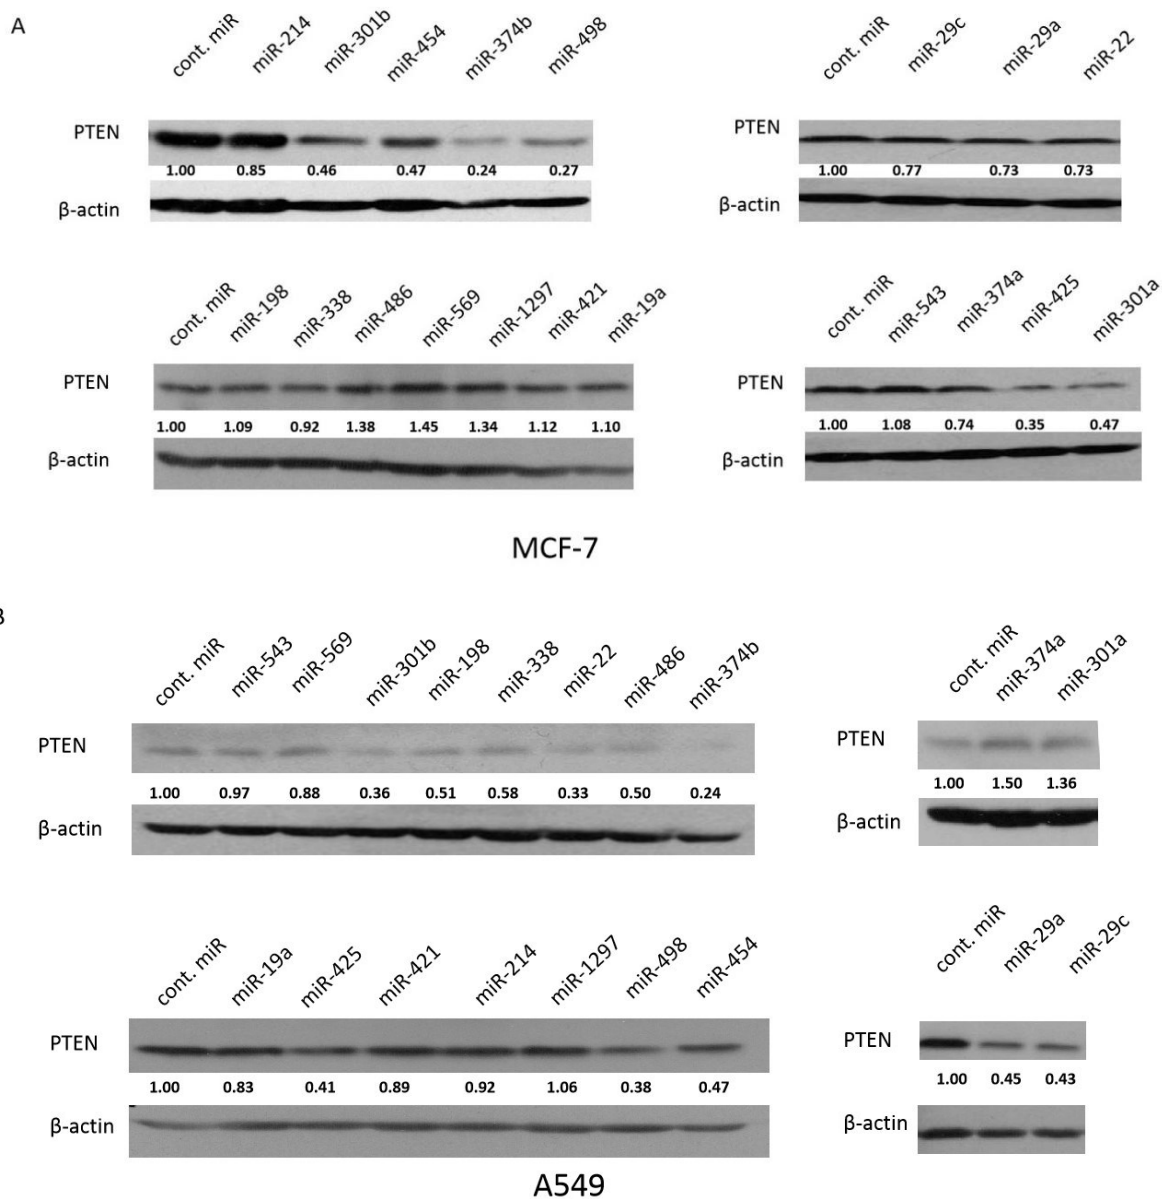 A
cont. miR miR-214 miR-301b miR-454 miR-374b miR-498
PTEN
1.00 0.85 0.46 0.47 0.24 0.27
β-actin
cont. miR miR-29c miR-29a miR-22
PTEN
1.00 0.77 0.73 0.73
β-actin
cont. miR miR-198 miR-338 miR-486 miR-569 miR-1297 miR-421 miR-19a
PTEN
1.00 1.09 0.92 1.38 1.45 1.34 1.12 1.10
β-actin
cont. miR miR-543 miR-374a miR-425 miR-301a
PTEN
1.00 1.08 0.74 0.35 0.47
β-actin
MCF-7
B
cont. miR miR-543 miR-569 miR-301b miR-198 miR-338 miR-22 miR-486 miR-374b
PTEN
1.00 0.97 0.88 0.36 0.51 0.58 0.33 0.50 0.24
β-actin
cont. miR miR-374a miR-301a
PTEN
1.00 1.50 1.36
β-actin
cont. miR miR-19a miR-425 miR-421 miR-214 miR-1297 miR-498 miR-454
PTEN
1.00 0.83 0.41 0.89 0.92 1.06 0.38 0.47
β-actin
cont. miR miR-29a miR-29c
PTEN
1.00 0.45 0.43
β-actin
A549